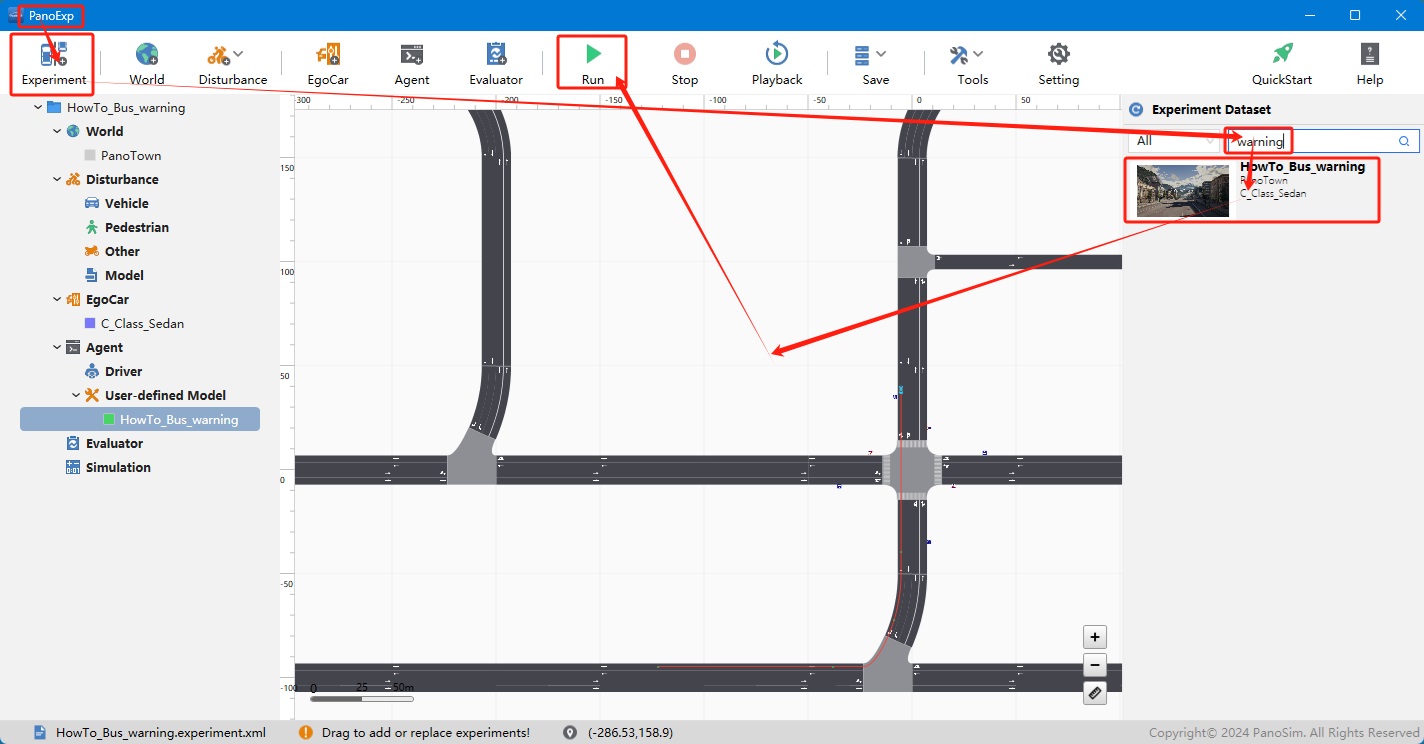 PanoExp
Experiment World Disturbance EgoCar Agent Evaluator Run Stop Playback Save Tools Setting QuickStart Help
HowTo_Bus_warning
World
PanoTown
Disturbance
Vehicle
Pedestrian
Other
Model
EgoCar
C_Class_Sedan
Agent
Driver
User-defined Model
HowTo_Bus_warning
Evaluator
Simulation
300 -250 -200 -150 -100 -50 0 50
150
100
50
0
-50
-100
0 25 50m
+
−
Experiment Dataset
All
warning
HowTo_Bus_warning
PanoTown
C_Class_Sedan
HowTo_Bus_warning.experiment.xml Drag to add or replace experiments! (-286.53,158.9) Copyright© 2024 PanoSim. All Rights Reserved